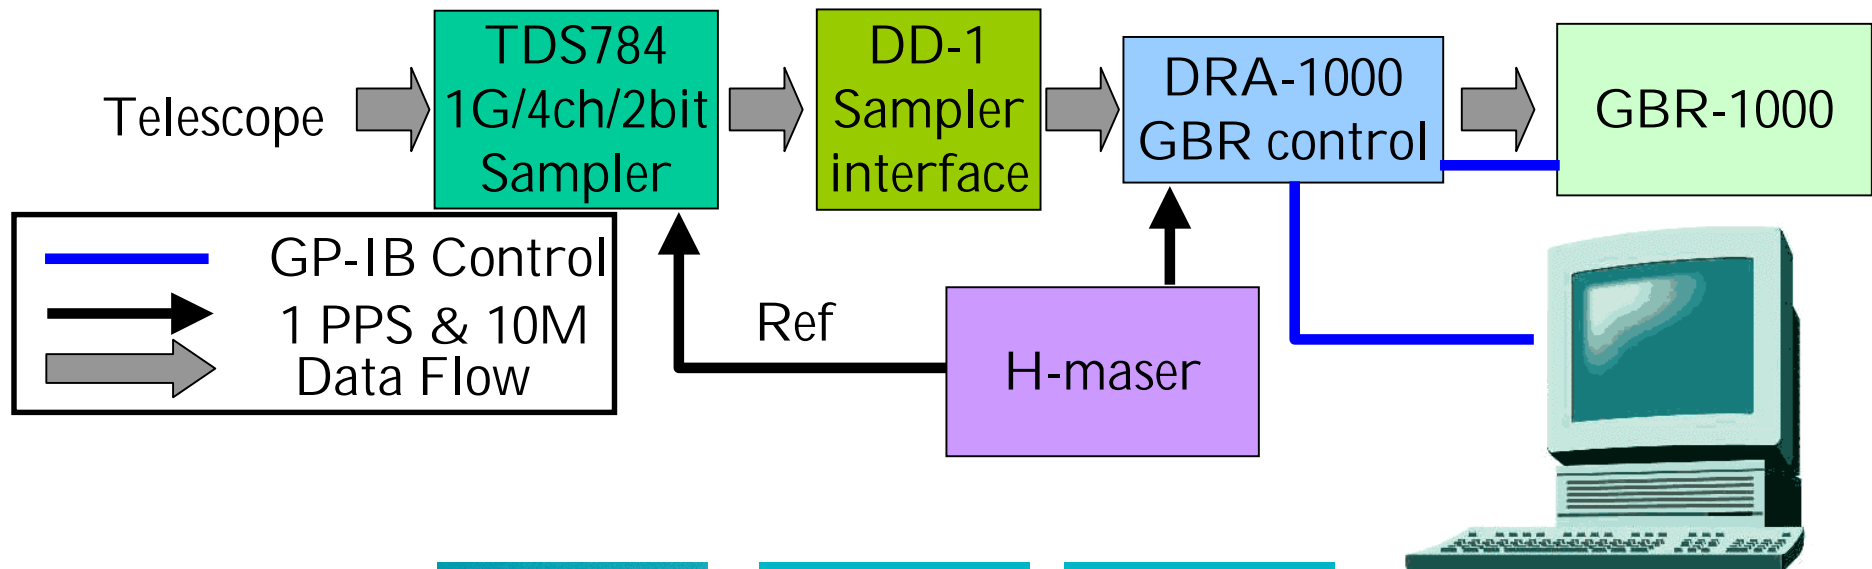 Telescope
TDS784
1G/4ch/2bit
Sampler
DD-1
Sampler
interface
DRA-1000
GBR control
GBR-1000
GP-IB Control
1 PPS & 10M
Data Flow
Ref
H-maser